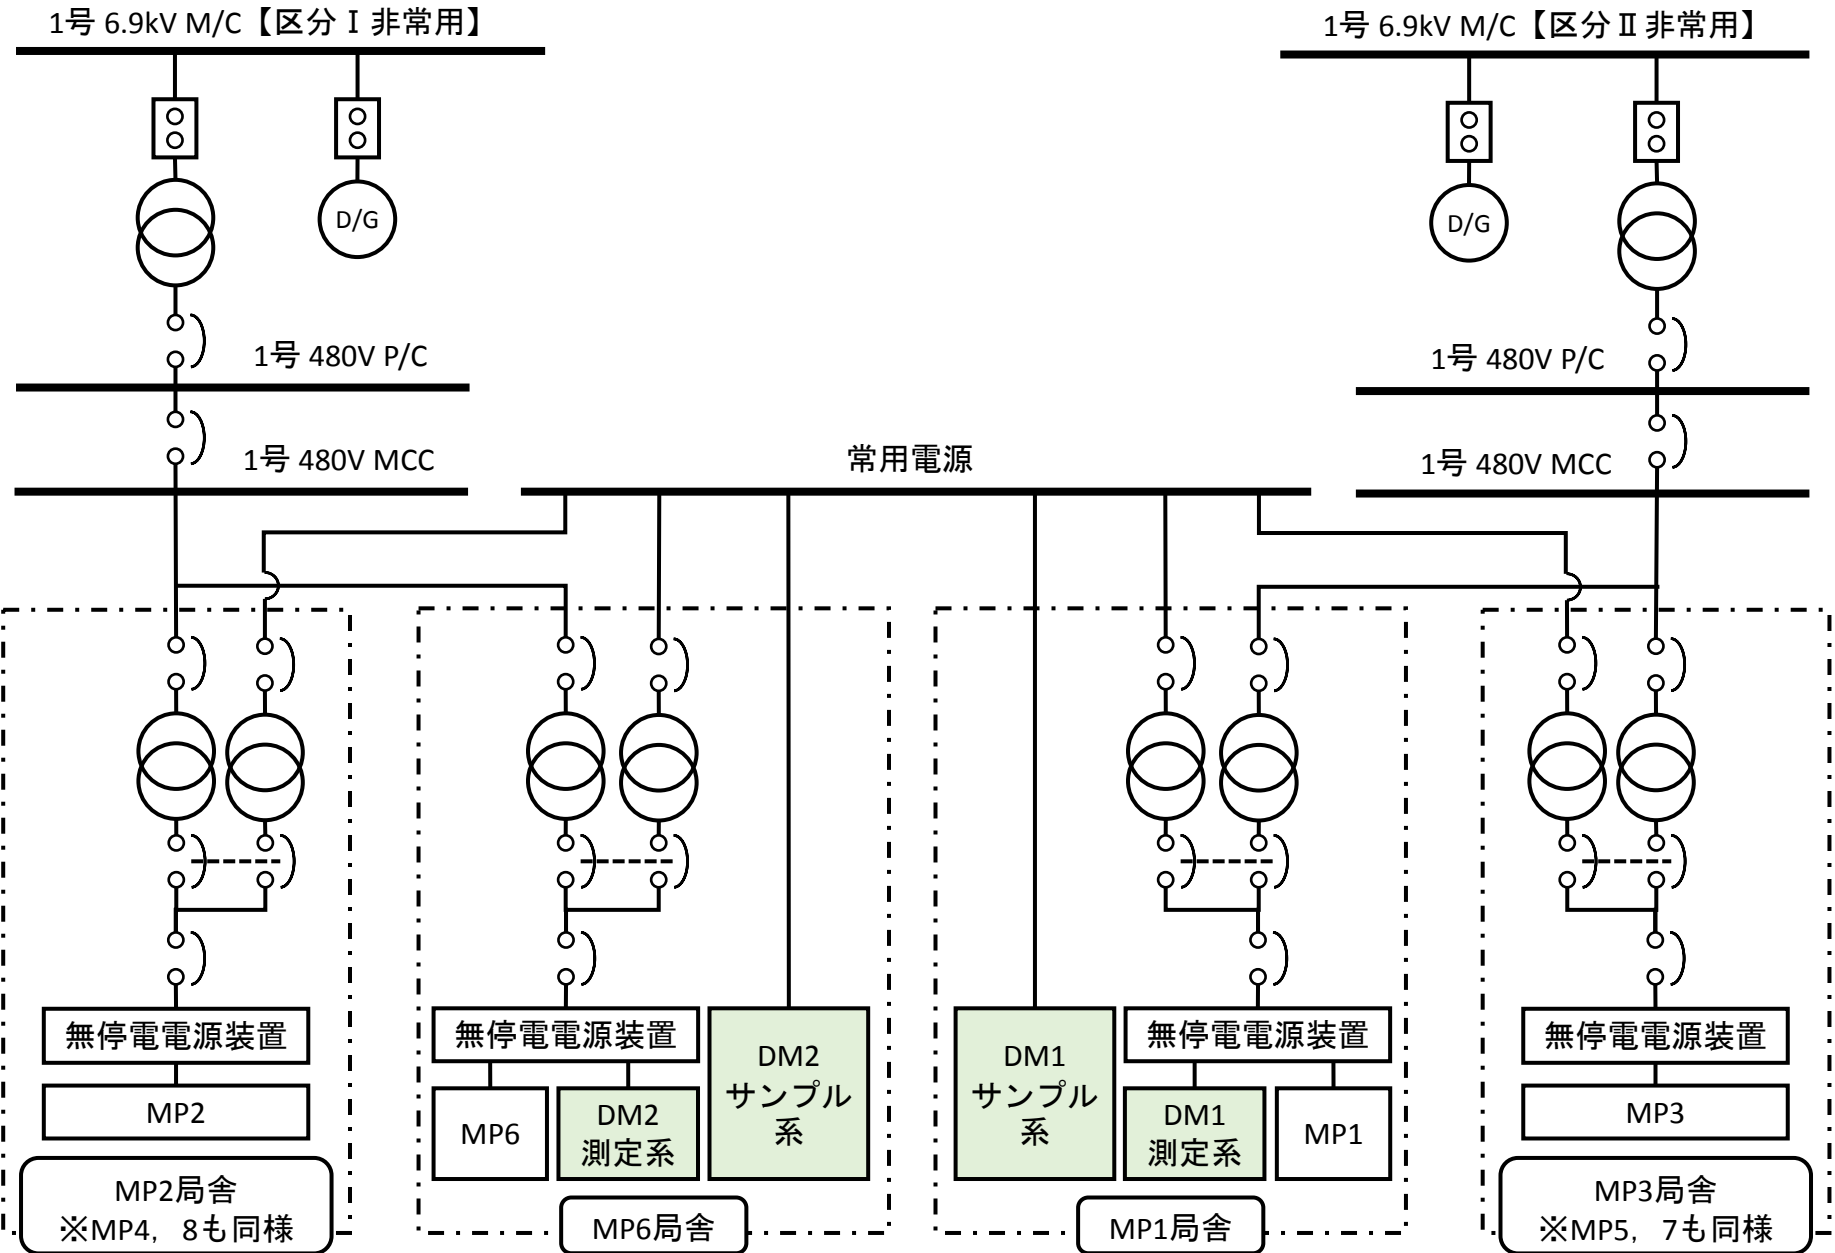 1号 6.9kV M/C【区分Ⅰ非常用】
1号 6.9kV M/C【区分Ⅱ非常用】
D/G
D/G
1号 480V P/C
1号 480V P/C
1号 480V MCC
常用電源
1号 480V MCC
無停電電源装置
MP2
MP2局舎
※MP4，8も同様
無停電電源装置
MP6
DM2
測定系
DM2
サンプル
系
MP6局舎
DM1
サンプル
系
無停電電源装置
DM1
測定系
MP1
MP1局舎
無停電電源装置
MP3
MP3局舎
※MP5，7も同様